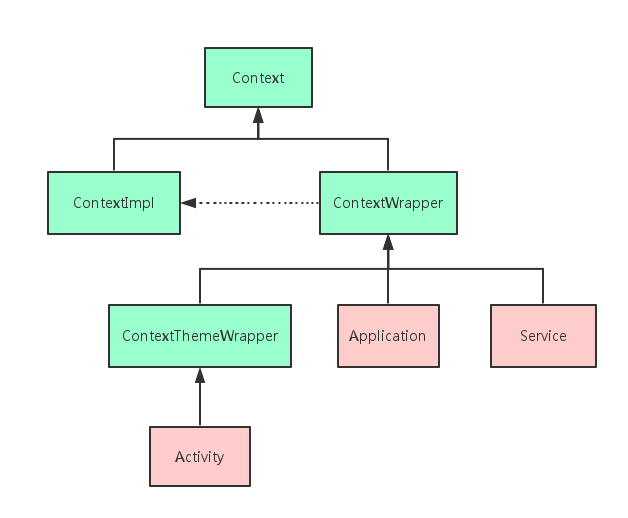 Context
ContextImpl
ContextWrapper
ContextThemeWrapper
Application
Service
Activity